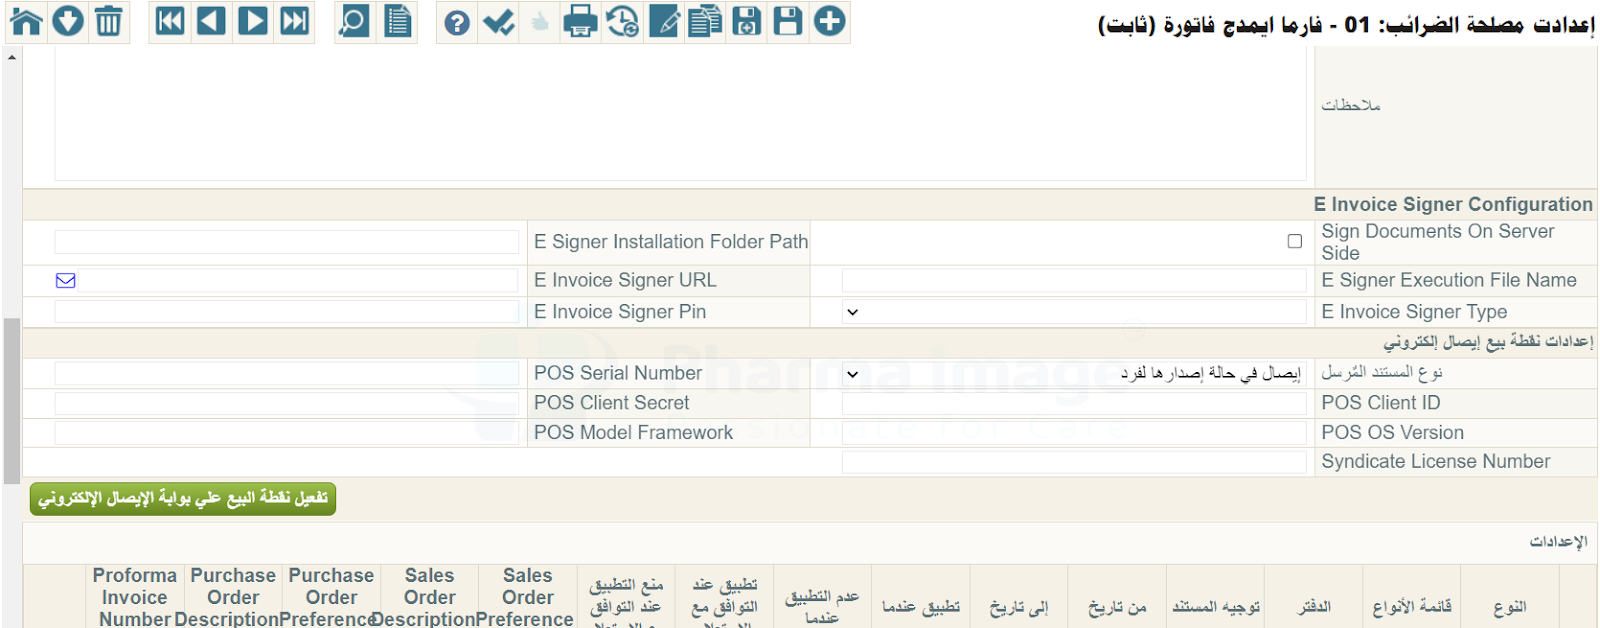 إعدادت مصلحة الضرائب: 01 - فارما ايمدج فاتورة (ثابت)
ملاحظات
E Invoice Signer Configuration
Sign Documents On Server Side
E Signer Installation Folder Path
E Signer Execution File Name
E Invoice Signer URL
E Invoice Signer Type
E Invoice Signer Pin
إعدادات نقطة بيع إيصال إلكتروني
نوع المستند المُرسل
إيصال في حالة إصدارها لفرد
POS Serial Number
Pharma Image
POS Client ID
POS Client Secret
POS OS Version
POS Model Framework
Syndicate License Number
تفعيل نقطة البيع علي بوابة الإيصال الإلكتروني
الإعدادات
النوع
قائمة الأنواع
الدفتر
توجيه المستند
من تاريخ
إلى تاريخ
تطبيق عندما
عدم التطبيق عندما
تطبيق عند التوافق مع
منع التطبيق عند التوافق
Sales Order Preference
Sales Order Description
Purchase Order Preference
Purchase Order Description
Proforma Invoice Number